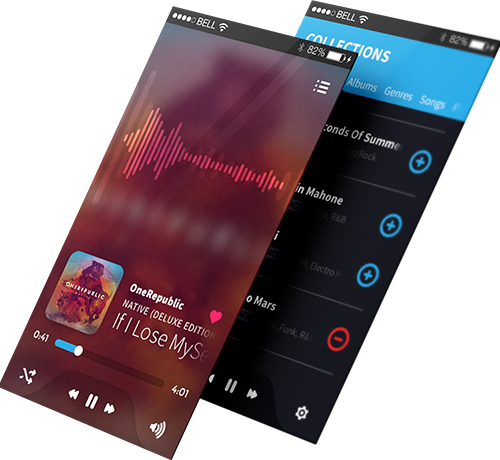 BELL
82%
OneRepublic
NATIVE (DELUXE EDITION
If I Lose MySe
0:41
4:01
ONEREPUBLIC
BELL
82%
COLLECTIONS
Albums Genres Songs
conds Of Summe
/Rock
in Mahone
, R&B
i
M, Electro H
o Mars
, Funk, R&